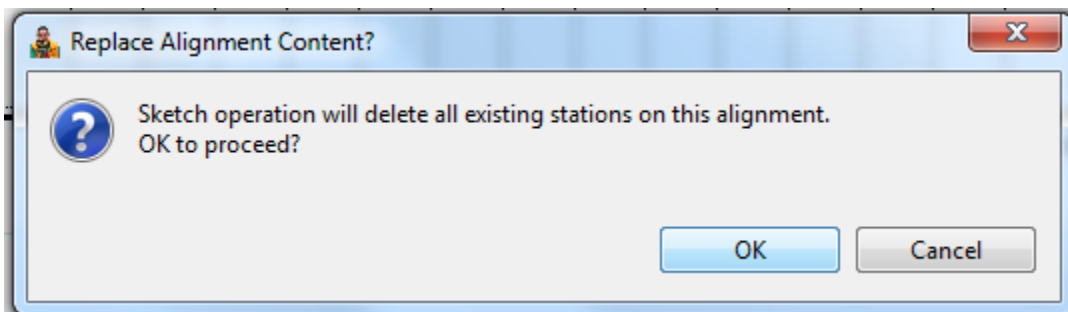 Replace Alignment Content?
Sketch operation will delete all existing stations on this alignment.
OK to proceed?
OK
Cancel